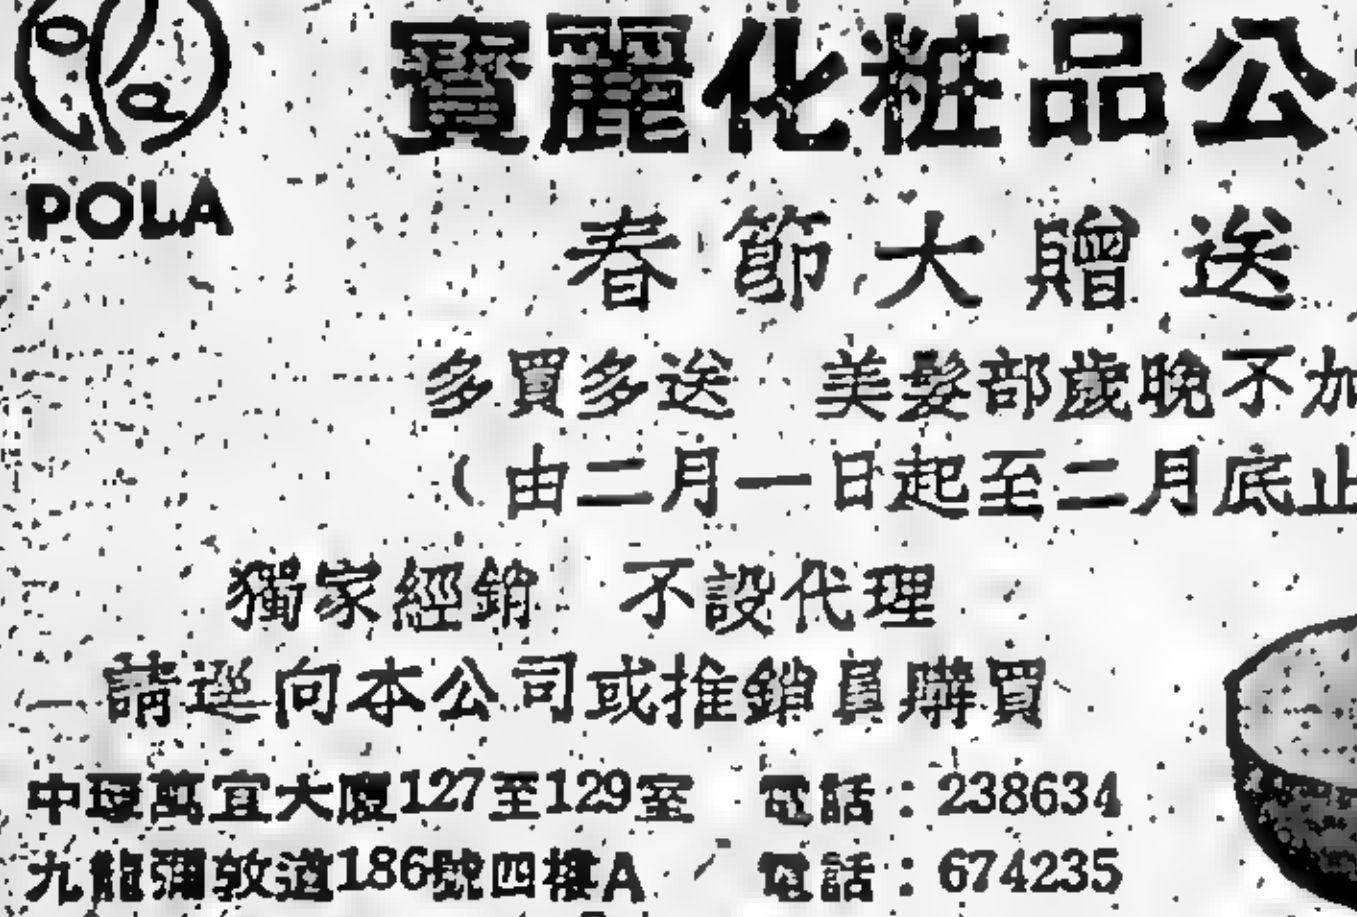 寶麗化粧品公
POLA
春節大贈送
多買多送 美髮部歲晚不加
(由二月一日起至二月底止
獨家經銷 不設代理
請逕向本公司或推銷員購買
中環萬宜大廈127至129室 電話:238634
九龍彌敦道186號四樓A 電話:674235